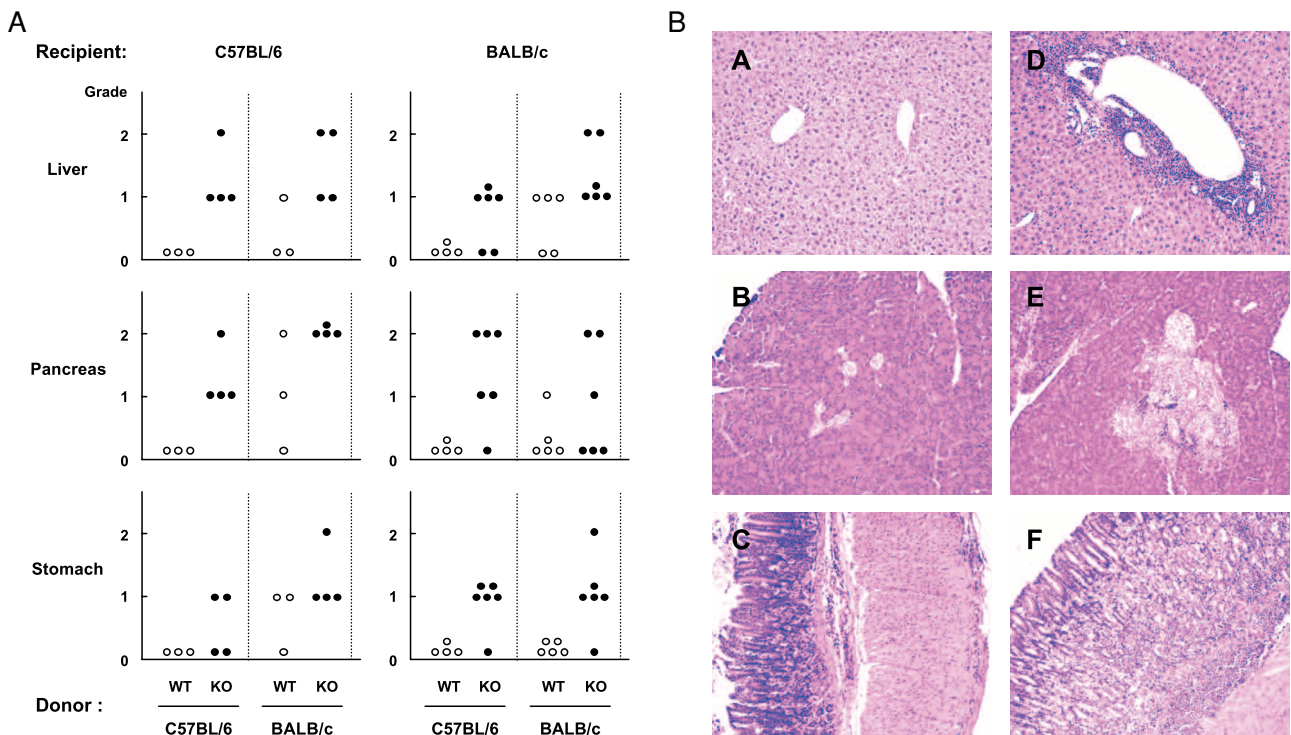 A
B
Recipient: C57BL/6 BALB/c
Grade
Liver
2
1
0
2
1
0
Pancreas
2
1
0
2
1
0
Stomach
2
1
0
2
1
0
WT KO WT KO WT KO WT KO
Donor :
C57BL/6 BALB/c C57BL/6 BALB/c
A
D
B
E
C
F